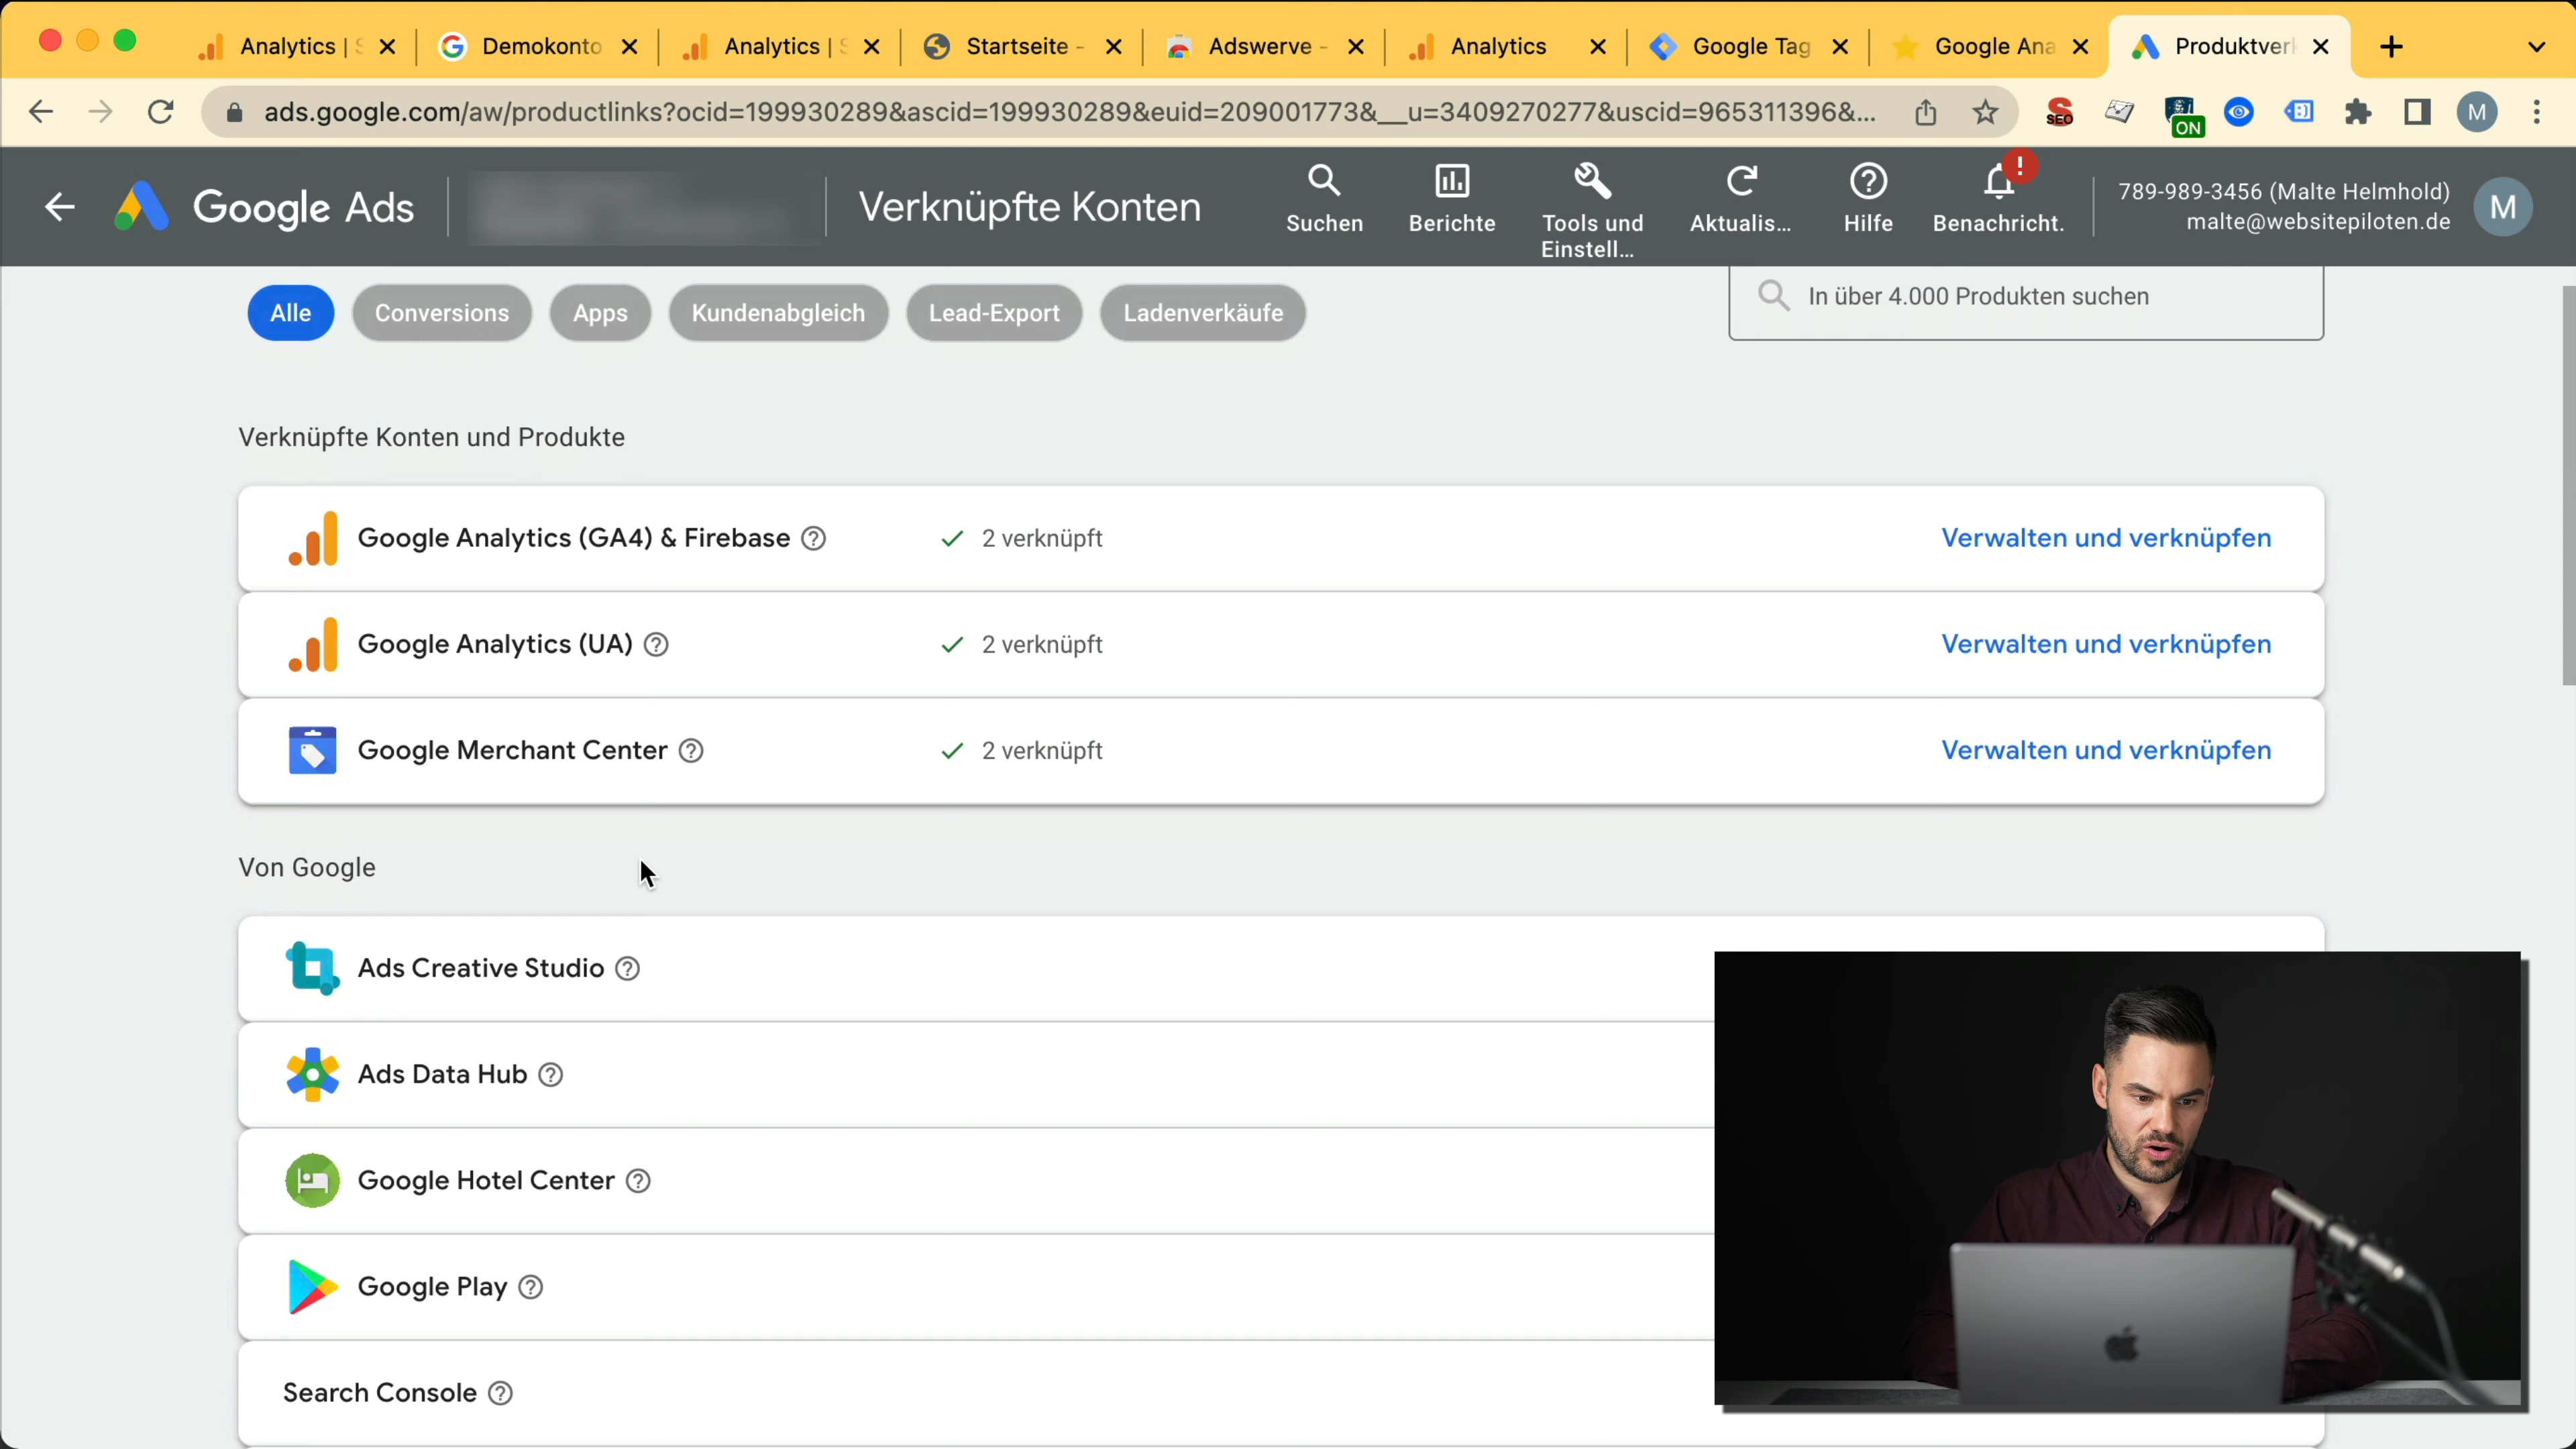 Analytics | S
Demokonto
Analytics | S
Startseite -
Adswerve -
Analytics
Google Tag
Google Ana
Produktverl
ads.google.com/aw/productlinks?ocid=199930289&ascid=199930289&euid=209001773&__u=3409270277&uscid=965311396&...
SEO
ON
M
Google Ads
Verknüpfte Konten
Suchen
Berichte
Tools und
Einstell...
Aktualis...
Hilfe
!
Benachricht.
789-989-3456 (Malte Helmhold)
malte@websitepiloten.de
M
Alle
Conversions
Apps
Kundenabgleich
Lead-Export
Ladenverkäufe
In über 4.000 Produkten suchen
Verknüpfte Konten und Produkte
Google Analytics (GA4) & Firebase
2 verknüpft
Verwalten und verknüpfen
Google Analytics (UA)
2 verknüpft
Verwalten und verknüpfen
Google Merchant Center
2 verknüpft
Verwalten und verknüpfen
Von Google
Ads Creative Studio
Ads Data Hub
Google Hotel Center
Google Play
Search Console